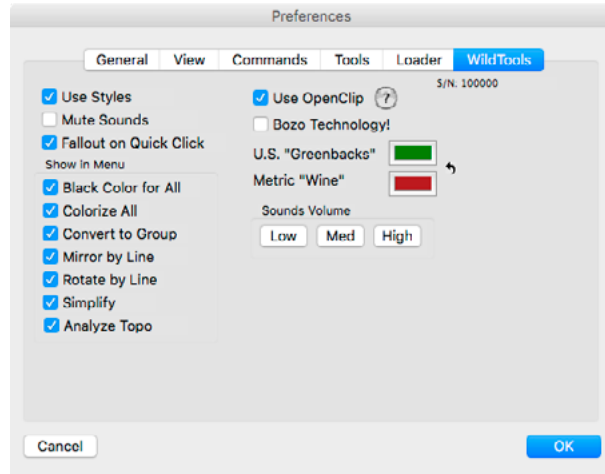 Preferences
General View Commands Tools Loader WildTools
S/N: 100000
Use Styles
Mute Sounds
Fallout on Quick Click
Show in Menu
Black Color for All
Colorize All
Convert to Group
Mirror by Line
Rotate by Line
Simplify
Analyze Topo
Use OpenClip ?
Bozo Technology!
U.S. "Greenbacks"
Metric "Wine"
Sounds Volume
Low Med High
Cancel OK